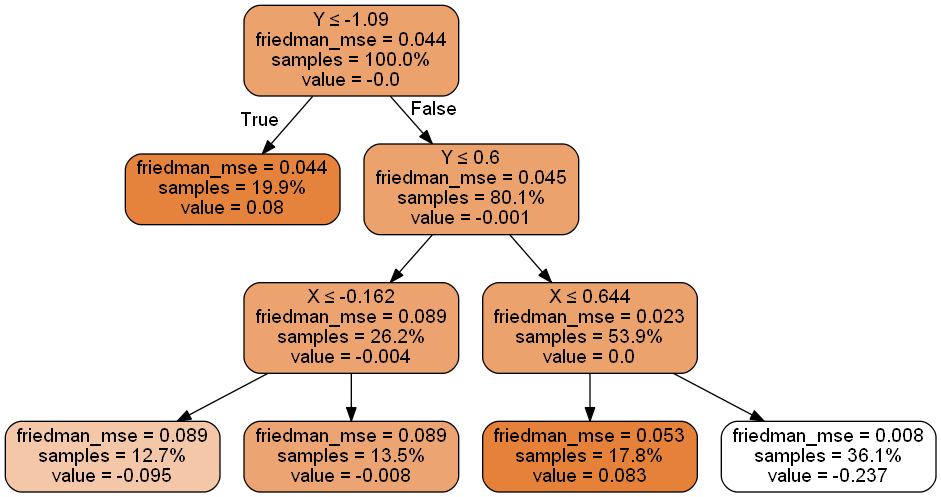 Y ≤ -1.09
friedman_mse = 0.044
samples = 100.0%
value = -0.0
True
False
friedman_mse = 0.044
samples = 19.9%
value = 0.08
Y ≤ 0.6
friedman_mse = 0.045
samples = 80.1%
value = -0.001
X ≤ -0.162
friedman_mse = 0.089
samples = 26.2%
value = -0.004
X ≤ 0.644
friedman_mse = 0.023
samples = 53.9%
value = 0.0
friedman_mse = 0.089
samples = 12.7%
value = -0.095
friedman_mse = 0.089
samples = 13.5%
value = -0.008
friedman_mse = 0.053
samples = 17.8%
value = 0.083
friedman_mse = 0.008
samples = 36.1%
value = -0.237